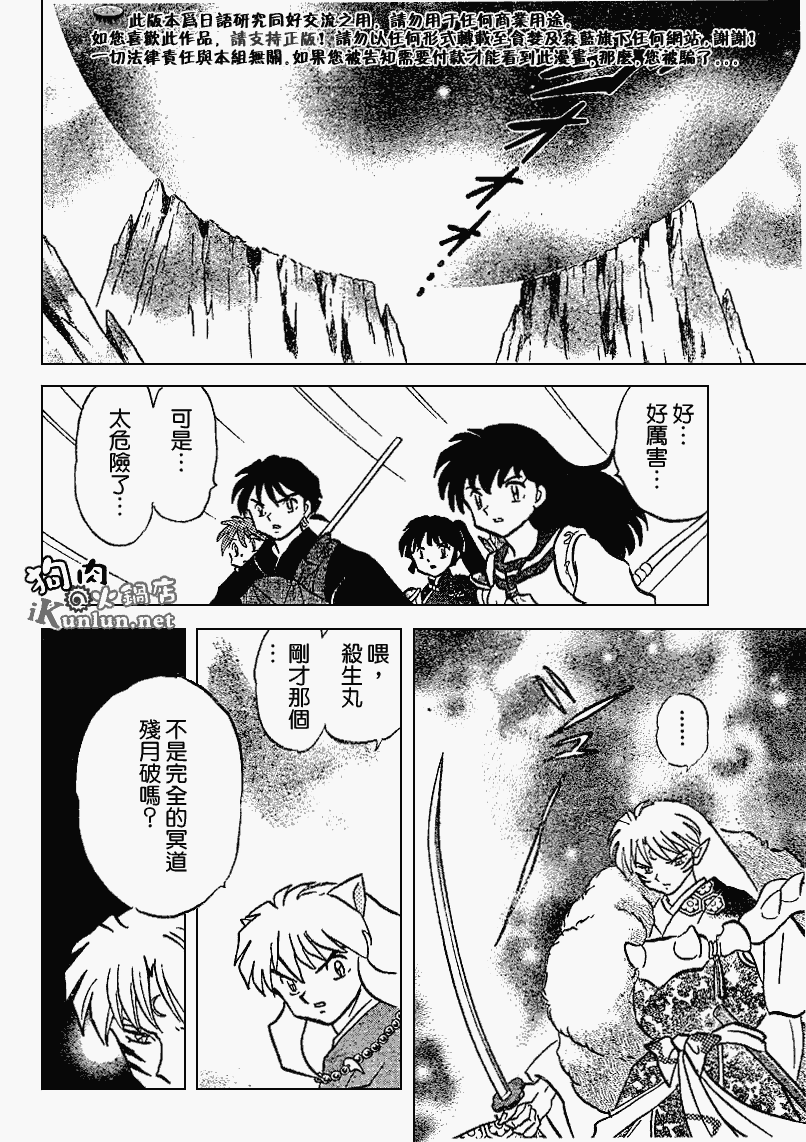 此版本爲日語研究同好交流之用，請勿用于任何商業用途。
如您喜歡此作品，請支持正版！請勿以任何形式轉載至貪婪及森藍旗下任何網站，謝謝！
一切法律責任與本組無關.如果您被告知需要付款才能看到此漫畫，那麽，您被騙了...
好…
好厲害…
可是…
太危險了…
狗肉
火鍋店
iKunlun.net
……
喂，
殺生丸
剛才那個
…
不是完全的冥道
殘月破嗎？